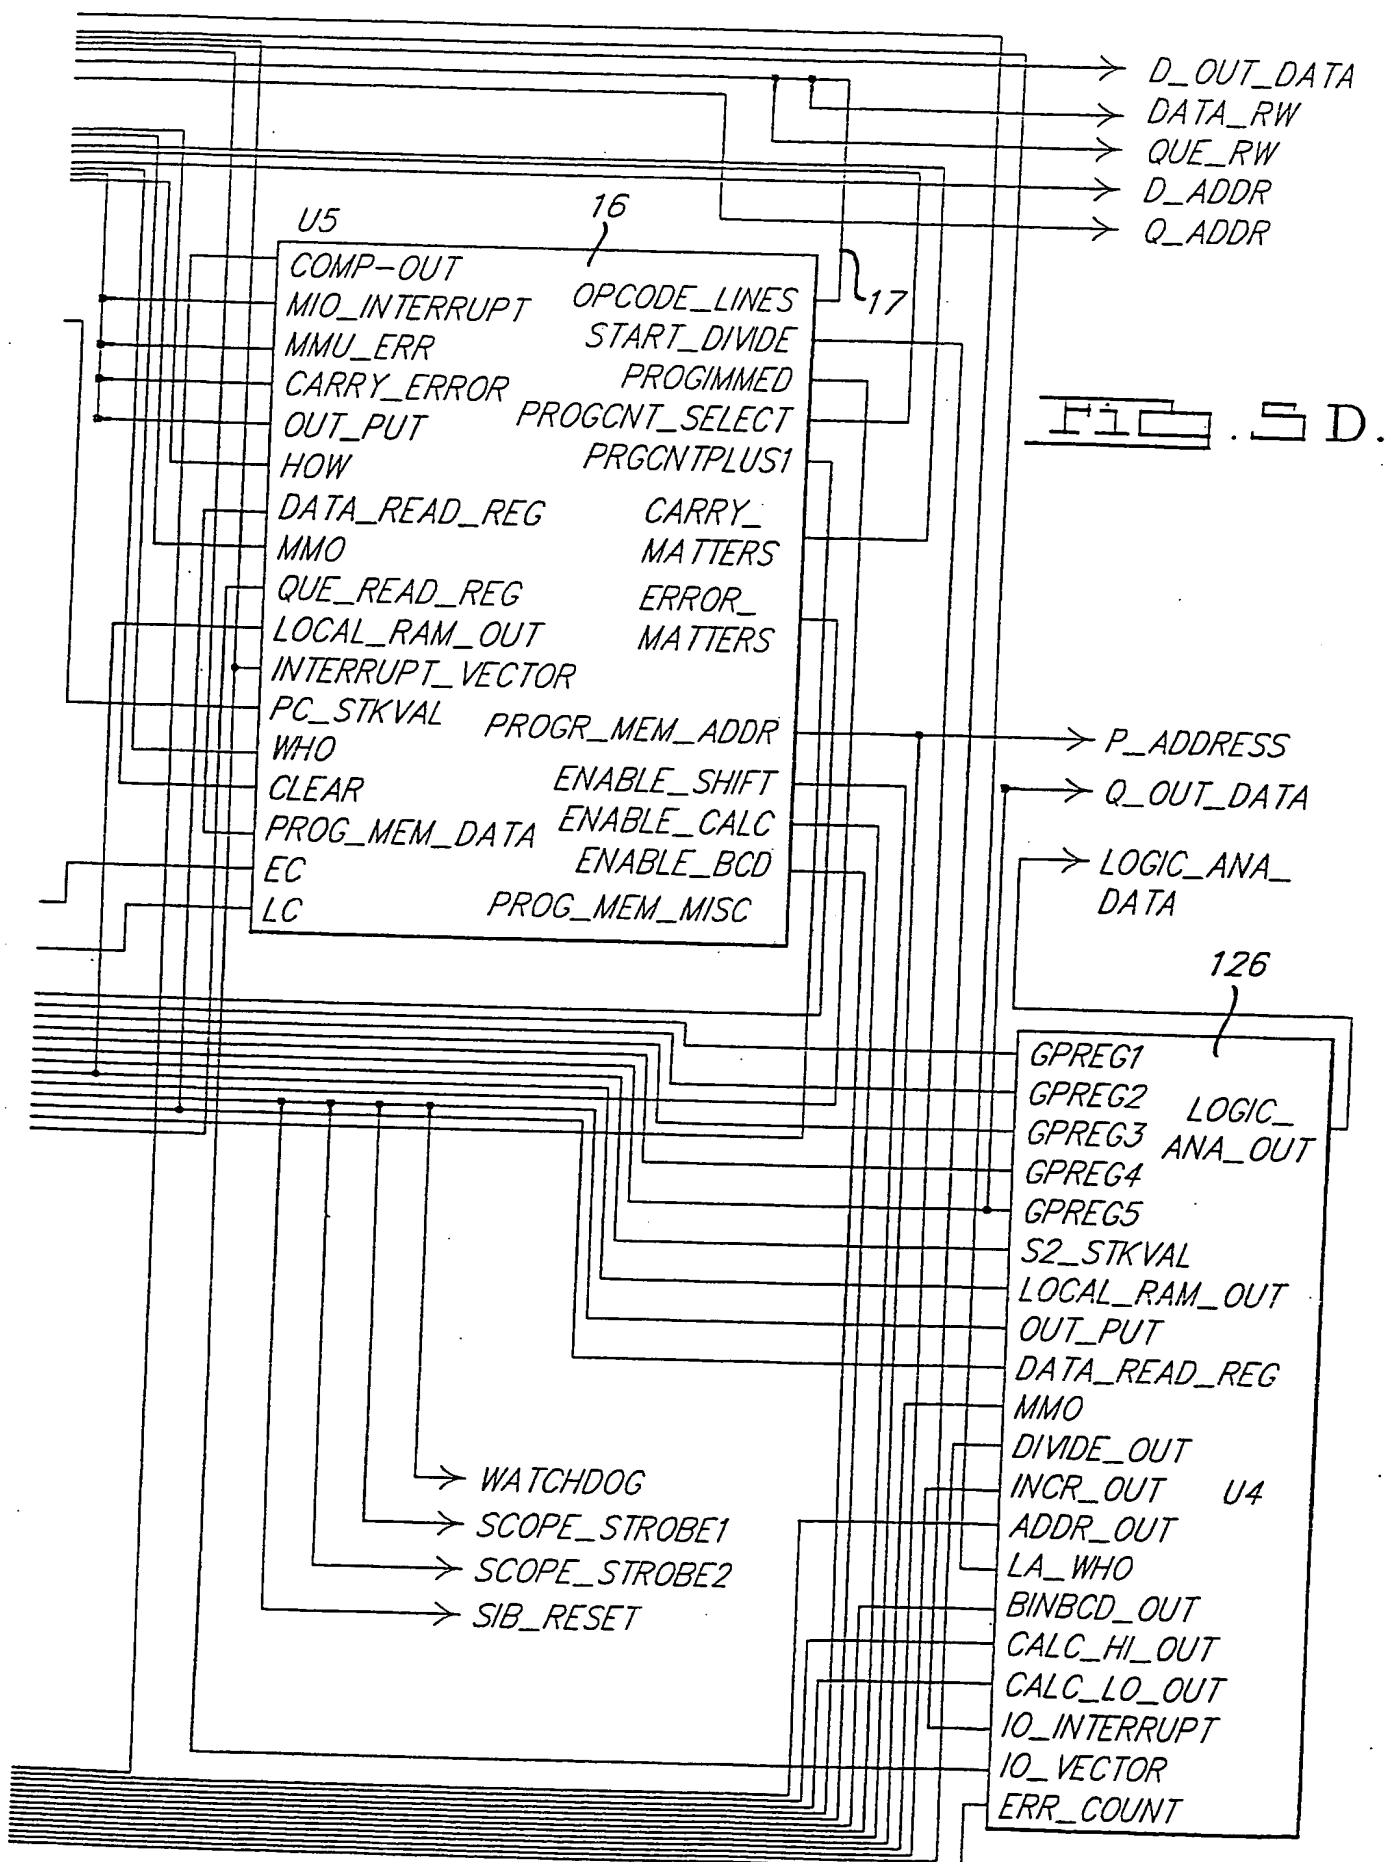 D_OUT_DATA
DATA_RW
QUE_RW
D_ADDR
Q_ADDR
U5
16
17
COMP-OUT
MIO_INTERRUPT
MMU_ERR
CARRY_ERROR
OUT_PUT
HOW
DATA_READ_REG
MMO
QUE_READ_REG
LOCAL_RAM_OUT
INTERRUPT_VECTOR
PC_STKVAL
WHO
CLEAR
PROG_MEM_DATA
EC
LC
OPCODE_LINES
START_DIVIDE
PROGIMMED
PROGCNT_SELECT
PRGCNTPLUS1
CARRY_
MATTERS
ERROR_
MATTERS
PROGR_MEM_ADDR
ENABLE_SHIFT
ENABLE_CALC
ENABLE_BCD
PROG_MEM_MISC
FIG. 5D.
P_ADDRESS
Q_OUT_DATA
LOGIC_ANA_
DATA
126
GPREG1
GPREG2
GPREG3
GPREG4
GPREG5
S2_STKVAL
LOCAL_RAM_OUT
OUT_PUT
DATA_READ_REG
MMO
DIVIDE_OUT
INCR_OUT
ADDR_OUT
LA_WHO
BINBCD_OUT
CALC_HI_OUT
CALC_LO_OUT
IO_INTERRUPT
IO_VECTOR
ERR_COUNT
LOGIC_
ANA_OUT
U4
WATCHDOG
SCOPE_STROBE1
SCOPE_STROBE2
SIB_RESET